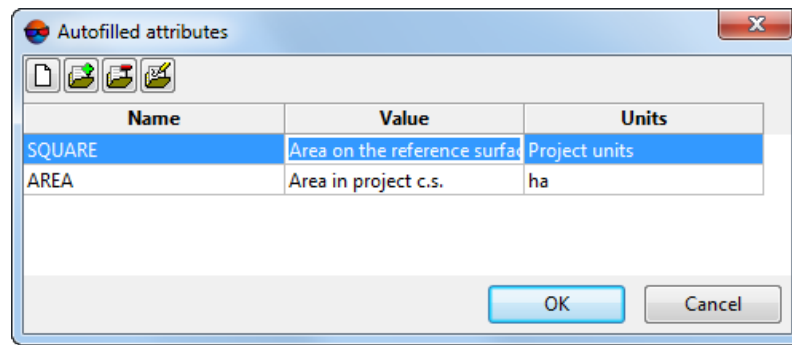 Autofilled attributes
Name Value Units
SQUARE Area on the reference surfac Project units
AREA Area in project c.s. ha
OK Cancel